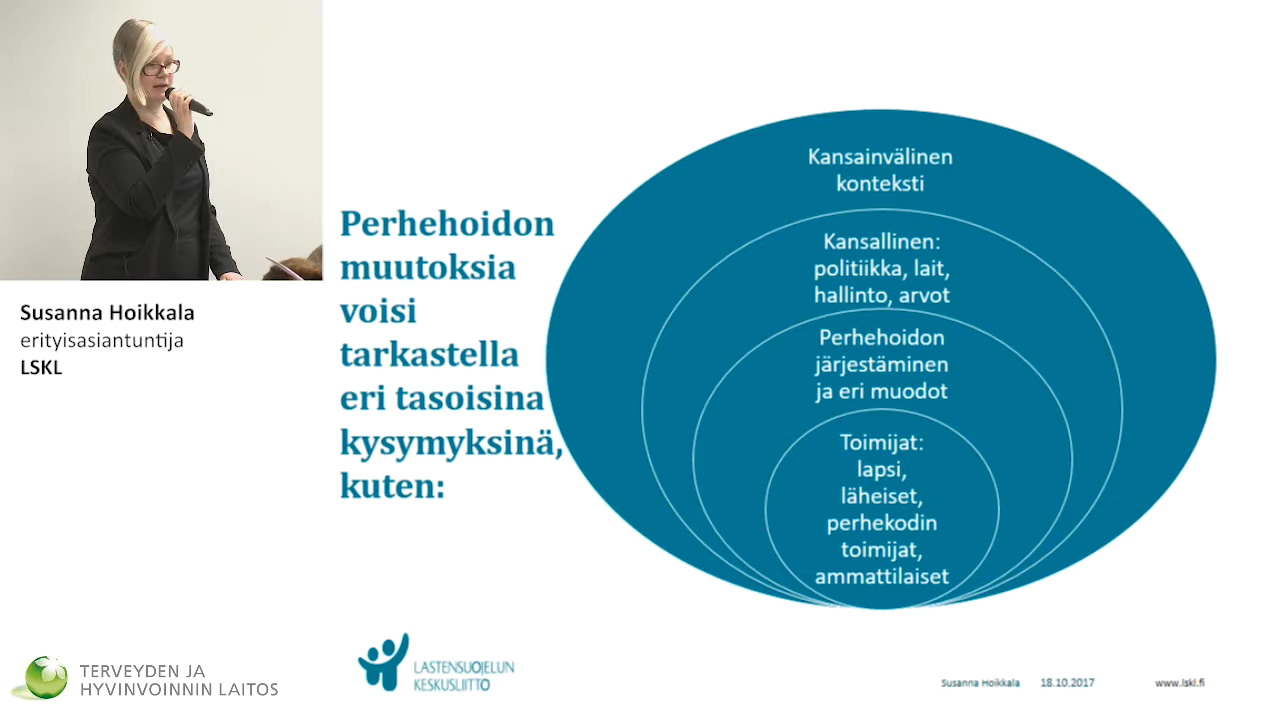 Susanna Hoikkala
erityisasiantuntija
LSKL
Perhehoidon
muutoksia
voisi
tarkastella
eri tasoisina
kysymyksinä,
kuten:
Kansainvälinen
konteksti
Kansallinen:
politiikka, lait,
hallinto, arvot
Perhehoidon
järjestäminen
ja eri muodot
Toimijat:
lapsi,
läheiset,
perhekodin
toimijat,
ammattilaiset
TERVEYDEN JA
HYVINVOINNIN LAITOS
LASTENSUOJELUN
KESKUSLIITTO
Susanna Hoikkala 18.10.2017 www.lskl.fi